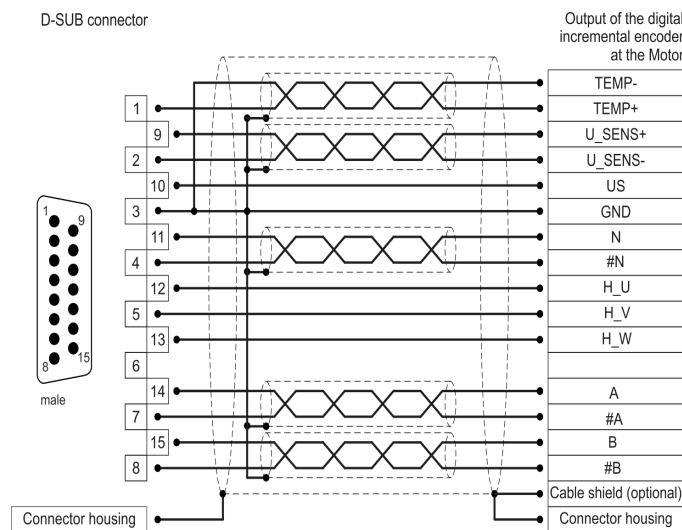 D-SUB connector
Output of the digital
incremental encoder
at the Motor
TEMP-
1
TEMP+
9
U_SENS+
2
U_SENS-
10
US
3
GND
11
N
4
#N
12
H_U
5
H_V
13
H_W
6
14
A
7
#A
15
B
8
#B
1
9
8
15
male
Cable shield (optional)
Connector housing
Connector housing